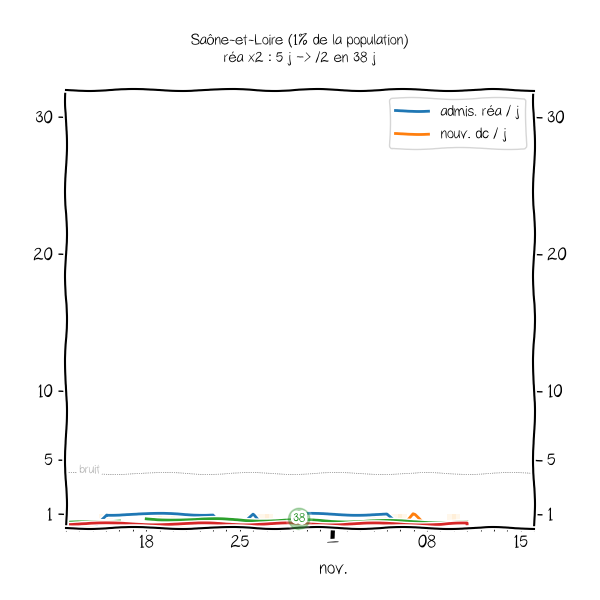 Saône-et-Loire (1% de la population)
réa x2 : 5 j -> /2 en 38 j
admis. réa / j
nouv. dc / j
30
30
20
20
10
10
5
5
bruit
1
38
1
18
25
1
08
15
nov.